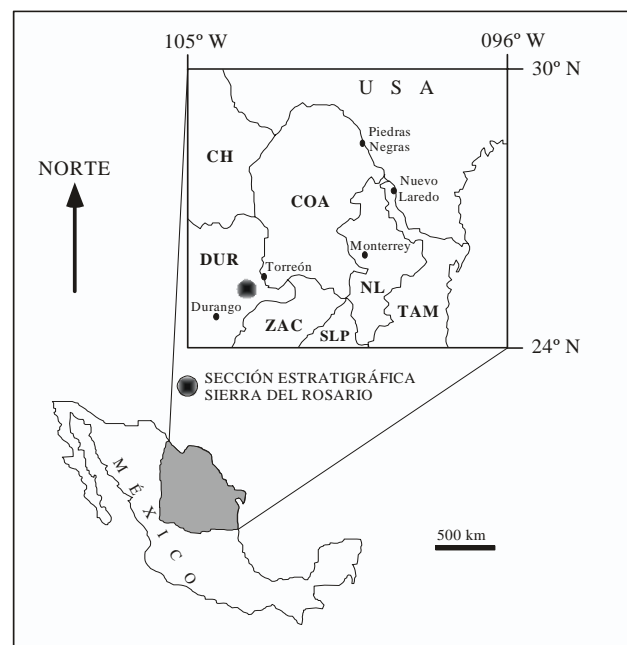 105º W
096º W
30º N
U S A
Piedras
Negras
CH
NORTE
Nuevo
Laredo
COA
Monterrey
DUR
Torreón
NL
Durango
TAM
ZAC
SLP
24º N
SECCIÓN ESTRATIGRÁFICA
SIERRA DEL ROSARIO
MÉXICO
500 km